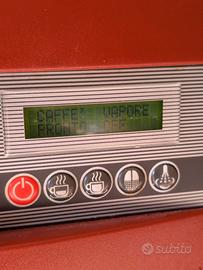 CAFFE' VAPORE
PRONTO OFF
subito